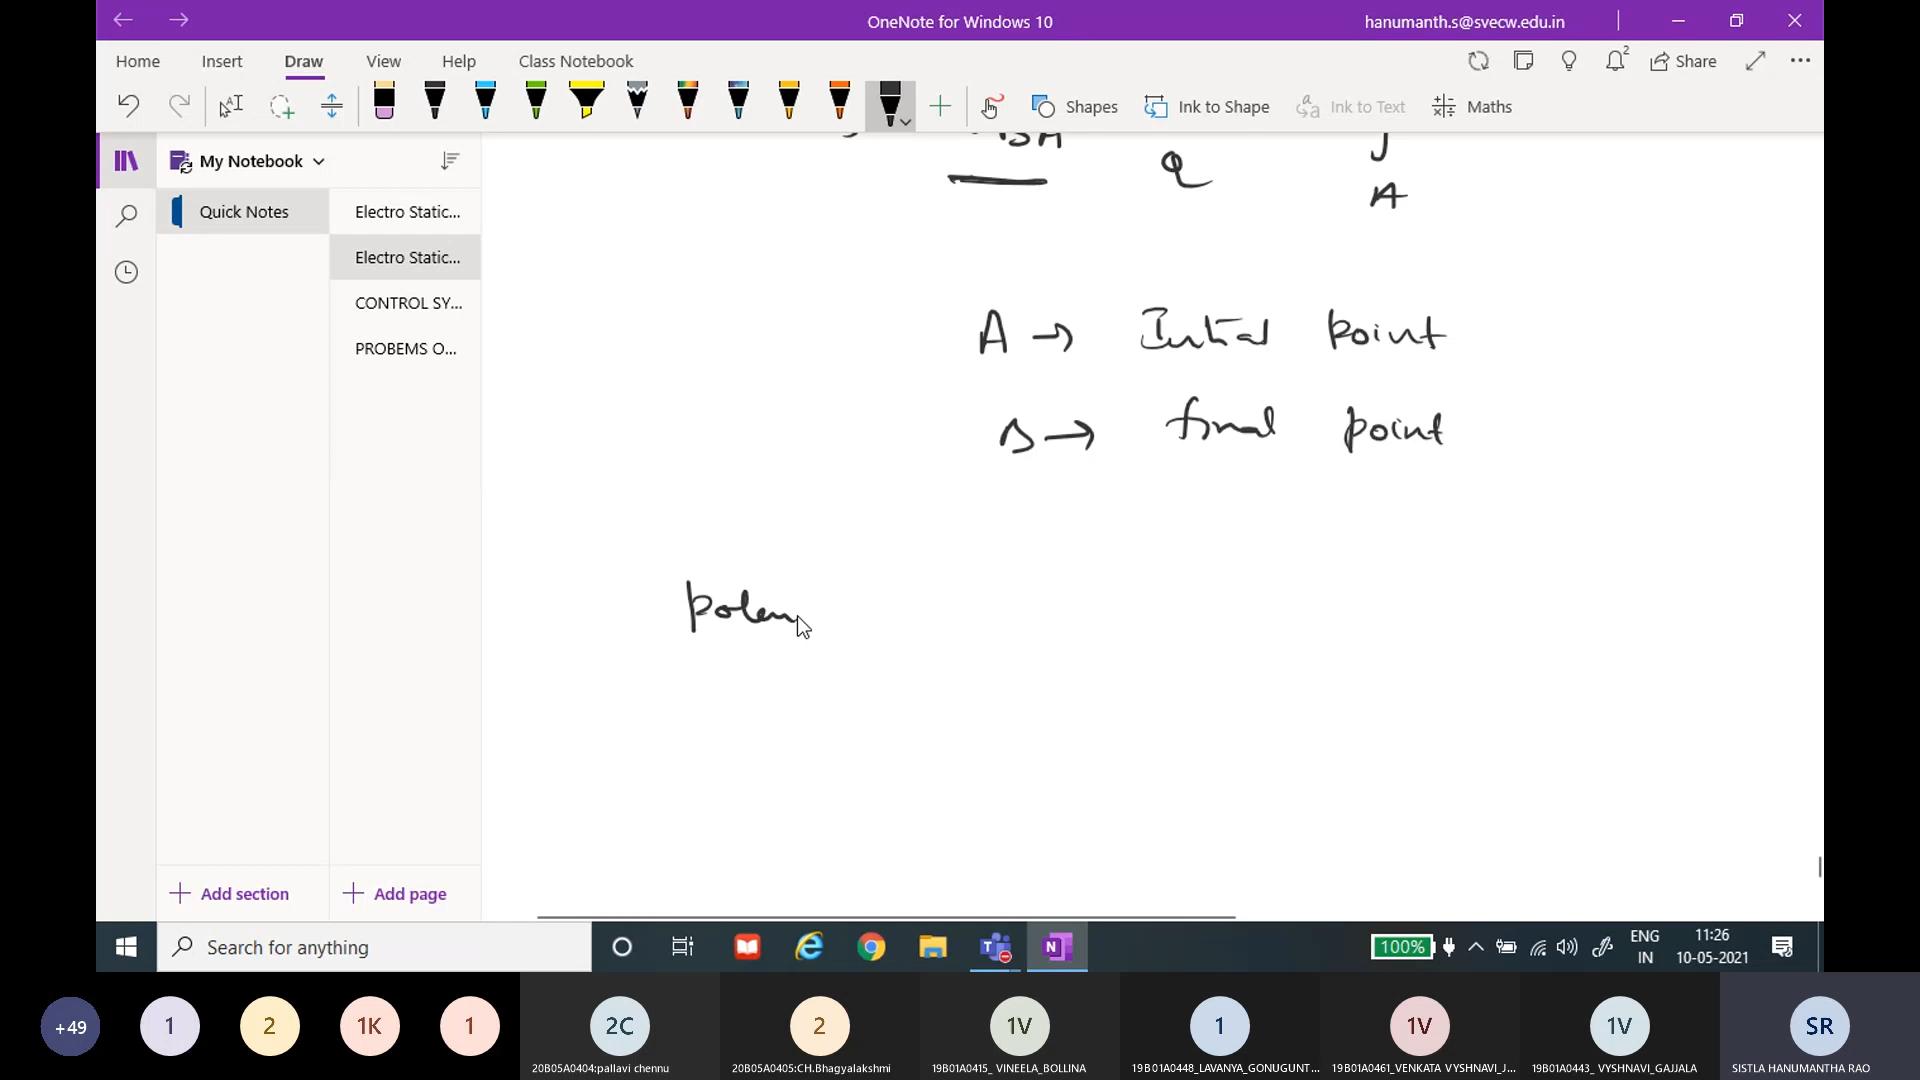 OneNote for Windows 10 hanumanth.s@svecw.edu.in
Home Insert Draw View Help Class Notebook 2 Share
Shapes Ink to Shape Ink to Text Maths
My Notebook
Quick Notes
Electro Static...
Electro Static...
CONTROL SY...
PROBEMS O...
BA Q
A
A → Initial point
B → final point
poten
Add section Add page
Search for anything
100% ENG 11:26
IN 10-05-2021
+49 1 2 1K 1 2C 2 1V 1 1V 1V SR
20B05A0404:pallavi chennu 20B05A0405:CH.Bhagyalakshmi 19B01A0415_ VINEELA_BOLLINA 19B01A0448_LAVANYA_GONUGUNT... 19B01A0461_VENKATA VYSHNAVI_J... 19B01A0443_ VYSHNAVI_GAJJALA SISTLA HANUMANTHA RAO